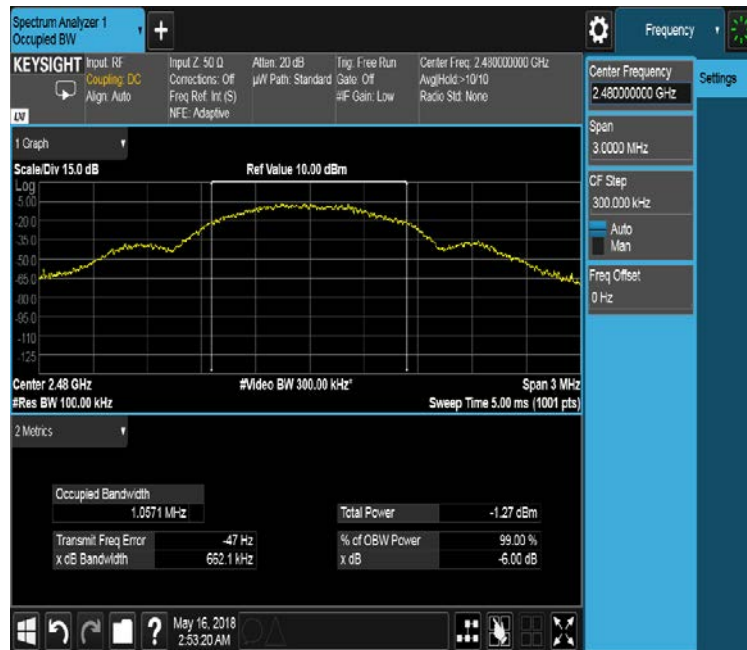 Spectrum Analyzer 1
Occupied BW
Frequency
KEYSIGHT
Input: RF
Coupling: DC
Align: Auto
Input Z: 50 Ω
Corrections: Off
Freq Ref: Int (S)
NFE: Adaptive
Atten: 20 dB
µW Path: Standard
Trig: Free Run
Gate: Off
#IF Gain: Low
Center Freq: 2.480000000 GHz
Avg|Hold:>10/10
Radio Std: None
Center Frequency
2.480000000 GHz
Settings
Span
3.0000 MHz
CF Step
300.000 kHz
Auto
Man
Freq Offset
0 Hz
1 Graph
Scale/Div 15.0 dB
Ref Value 10.00 dBm
Log
5.00
-20.0
-35.0
-50.0
-65.0
-80.0
-95.0
-110
-125
Center 2.48 GHz
#Video BW 300.00 kHz*
Span 3 MHz
#Res BW 100.00 kHz
Sweep Time 5.00 ms (1001 pts)
2 Metrics
Occupied Bandwidth
1.0571 MHz
Total Power
-1.27 dBm
Transmit Freq Error
-47 Hz
% of OBW Power
99.00 %
x dB Bandwidth
662.1 kHz
x dB
-6.00 dB
May 16, 2018
2:53:20 AM